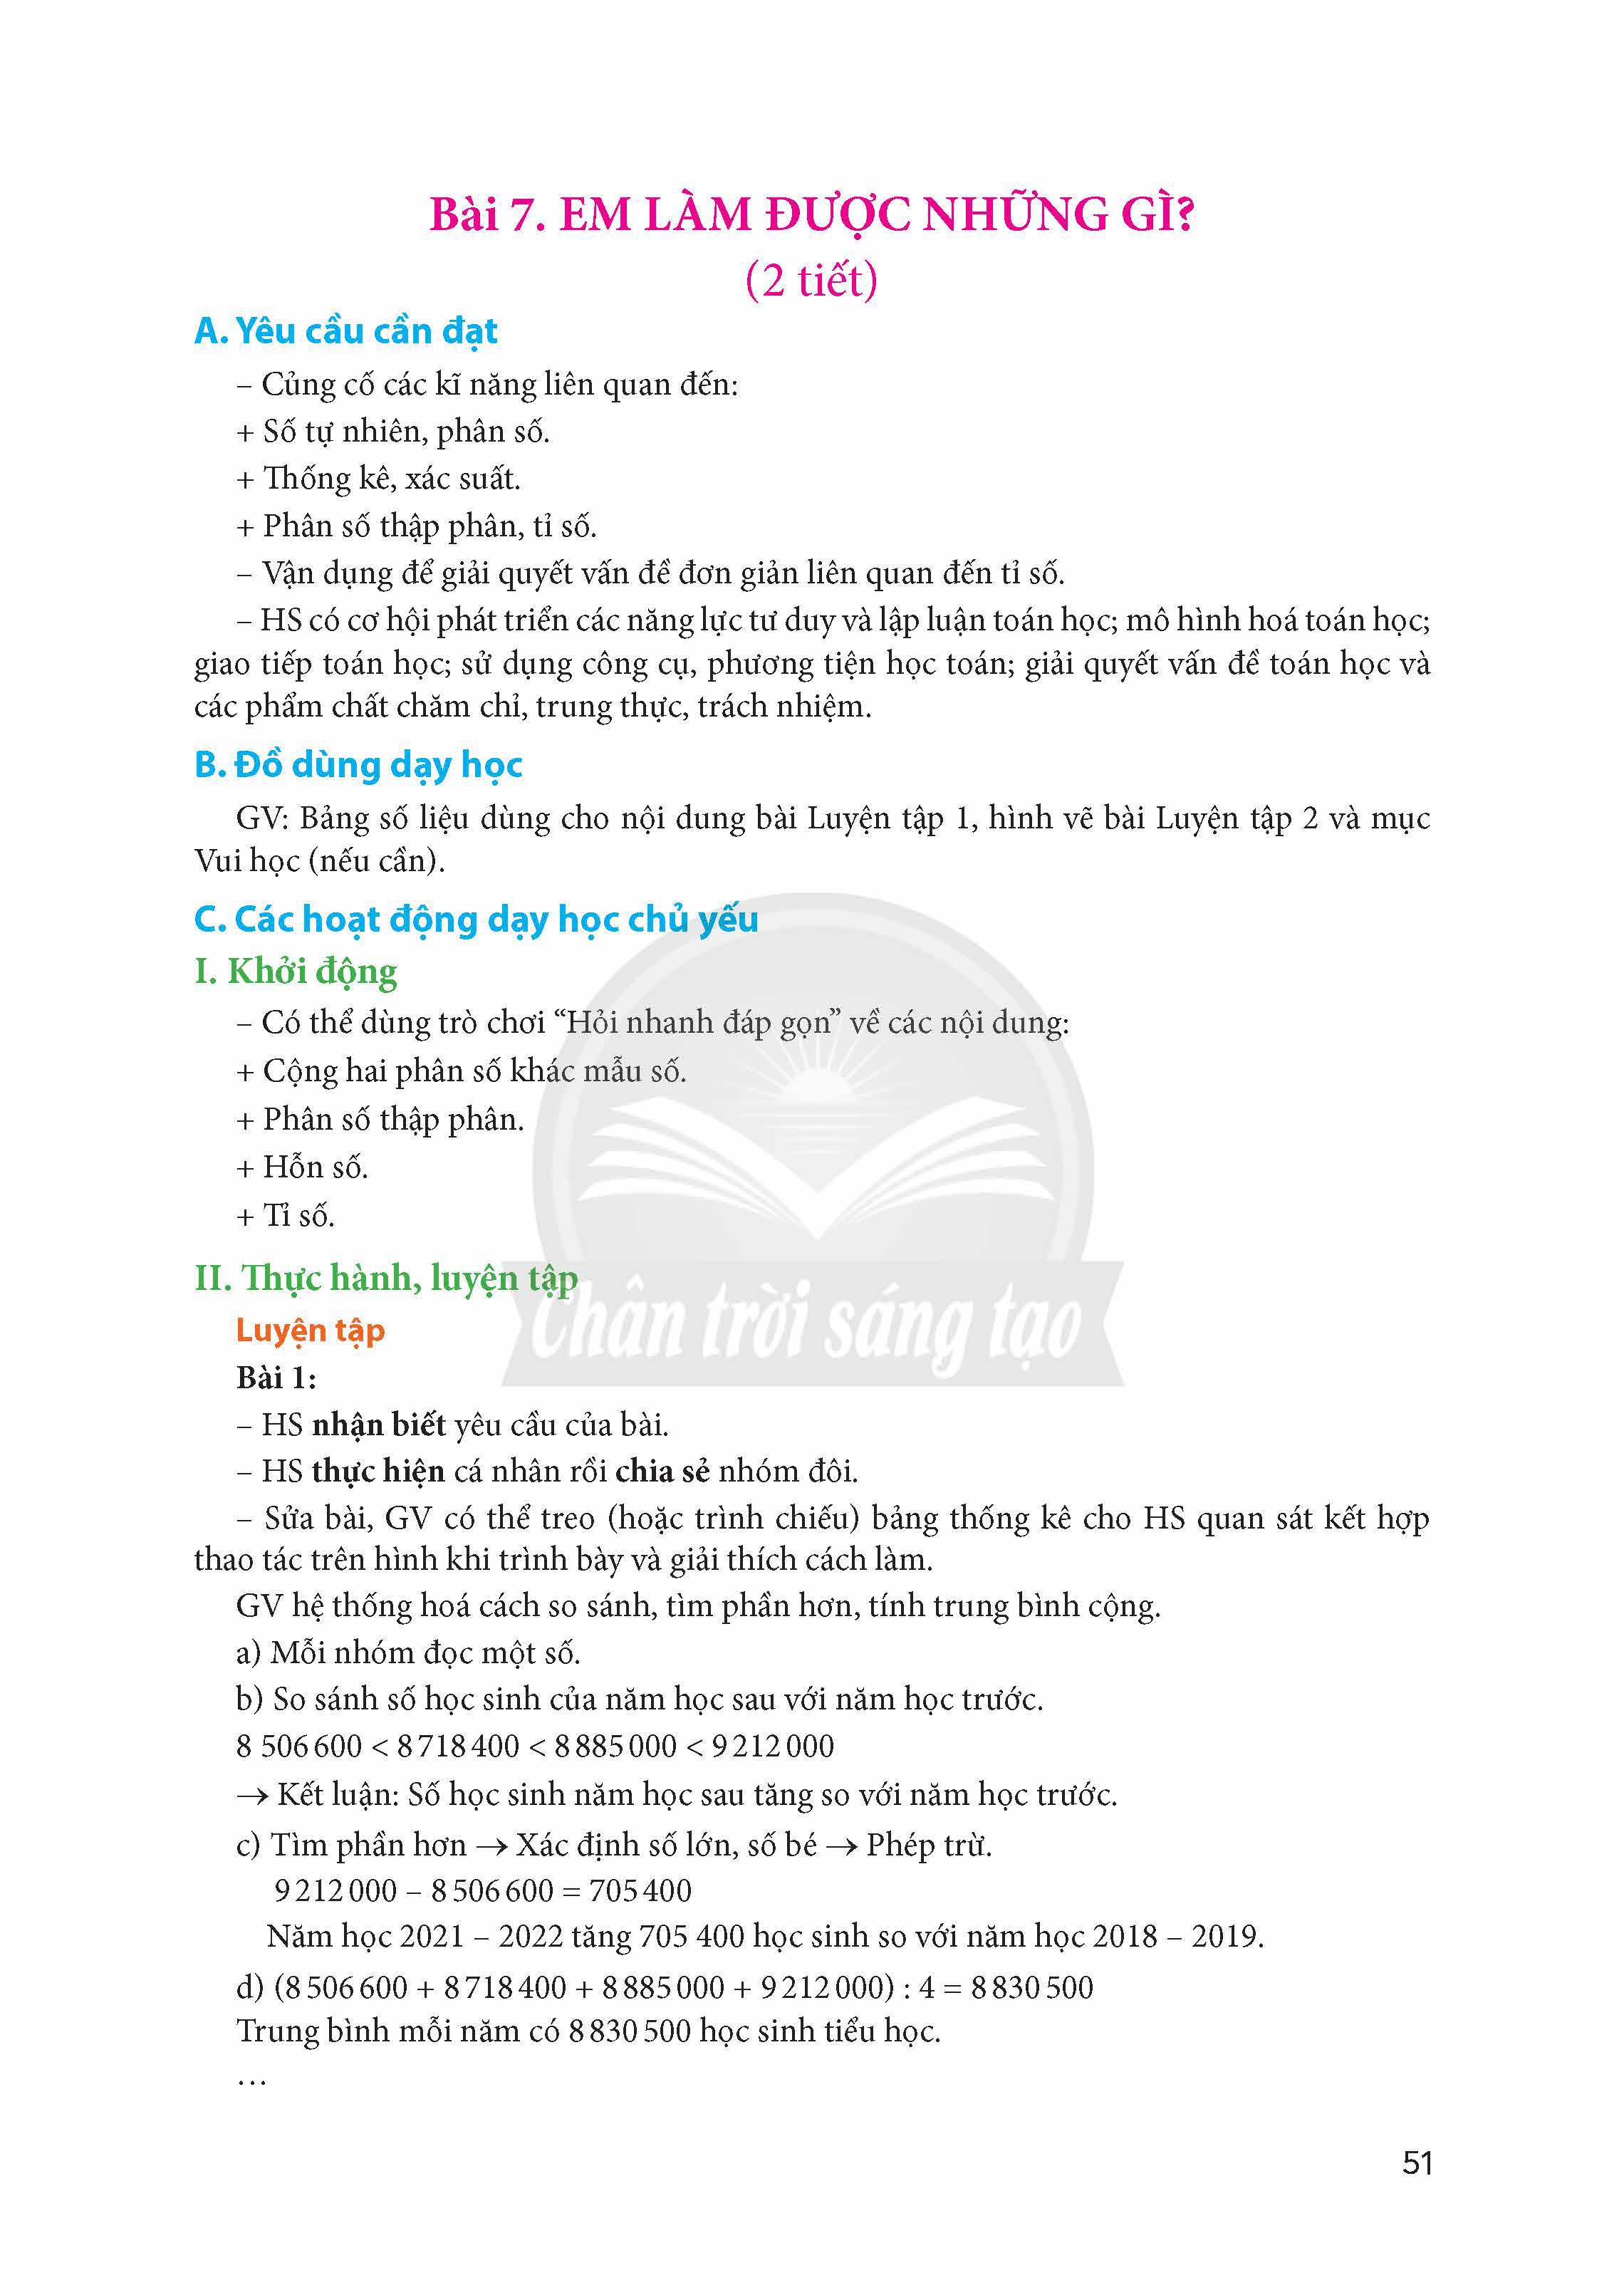 Bài 7. EM LÀM ĐƯỢC NHỮNG GÌ?
(2 tiết)
A. Yêu cầu cần đạt
– Củng cố các kĩ năng liên quan đến:
+ Số tự nhiên, phân số.
+ Thống kê, xác suất.
+ Phân số thập phân, tỉ số.
– Vận dụng để giải quyết vấn đề đơn giản liên quan đến tỉ số.
– HS có cơ hội phát triển các năng lực tư duy và lập luận toán học; mô hình hoá toán học;
giao tiếp toán học; sử dụng công cụ, phương tiện học toán; giải quyết vấn đề toán học và
các phẩm chất chăm chỉ, trung thực, trách nhiệm.
B. Đồ dùng dạy học
GV: Bảng số liệu dùng cho nội dung bài Luyện tập 1, hình vẽ bài Luyện tập 2 và mục
Vui học (nếu cần).
C. Các hoạt động dạy học chủ yếu
I. Khởi động
– Có thể dùng trò chơi “Hỏi nhanh đáp gọn” về các nội dung:
+ Cộng hai phân số khác mẫu số.
+ Phân số thập phân.
+ Hỗn số.
+ Tỉ số.
II. Thực hành, luyện tập
Chân trời sáng tạo
Luyện tập
Bài 1:
– HS nhận biết yêu cầu của bài.
– HS thực hiện cá nhân rồi chia sẻ nhóm đôi.
– Sửa bài, GV có thể treo (hoặc trình chiếu) bảng thống kê cho HS quan sát kết hợp
thao tác trên hình khi trình bày và giải thích cách làm.
GV hệ thống hoá cách so sánh, tìm phần hơn, tính trung bình cộng.
a) Mỗi nhóm đọc một số.
b) So sánh số học sinh của năm học sau với năm học trước.
8 506 600 < 8 718 400 < 8 885 000 < 9 212 000
→ Kết luận: Số học sinh năm học sau tăng so với năm học trước.
c) Tìm phần hơn → Xác định số lớn, số bé → Phép trừ.
9 212 000 – 8 506 600 = 705 400
Năm học 2021 – 2022 tăng 705 400 học sinh so với năm học 2018 – 2019.
d) (8 506 600 + 8 718 400 + 8 885 000 + 9 212 000) : 4 = 8 830 500
Trung bình mỗi năm có 8 830 500 học sinh tiểu học.
…
51